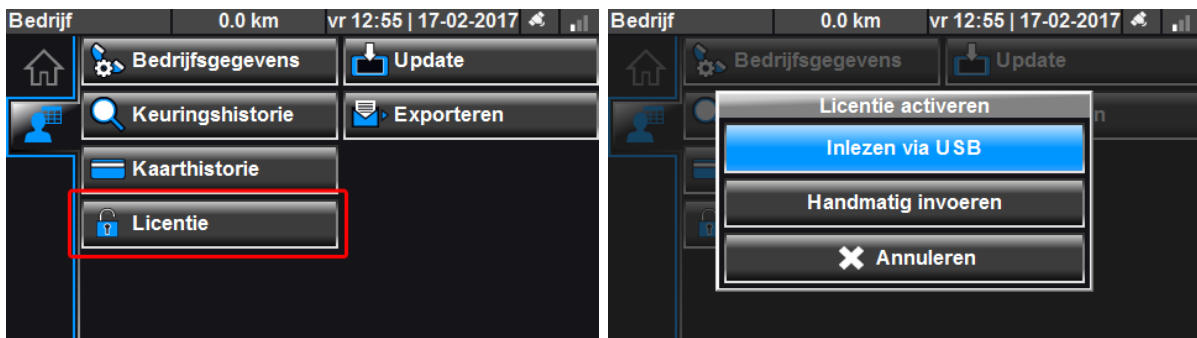 Bedrijf 0.0 km vr 12:55 | 17-02-2017
Bedrijfsgegevens Update
Keuringshistorie Exporteren
Kaarthistorie
Licentie
Bedrijf 0.0 km vr 12:55 | 17-02-2017
Bedrijfsgegevens Update
Licentie activeren n
Inlezen via USB
Handmatig invoeren
Annuleren